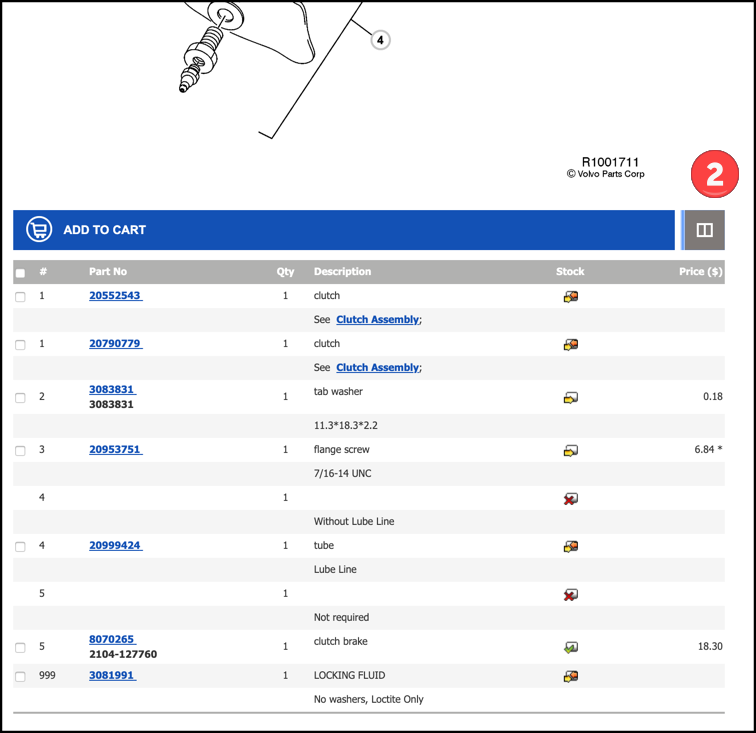 4
R1001711
© Volvo Parts Corp
2
ADD TO CART
# Part No Qty Description Stock Price ($)
1 20552543 1 clutch
See Clutch Assembly;
1 20790779 1 clutch
See Clutch Assembly;
2 3083831 1 tab washer 0.18
3083831
11.3*18.3*2.2
3 20953751 1 flange screw 6.84 *
7/16-14 UNC
4 1
Without Lube Line
4 20999424 1 tube
Lube Line
5 1
Not required
5 8070265 1 clutch brake 18.30
2104-127760
999 3081991 1 LOCKING FLUID
No washers, Loctite Only